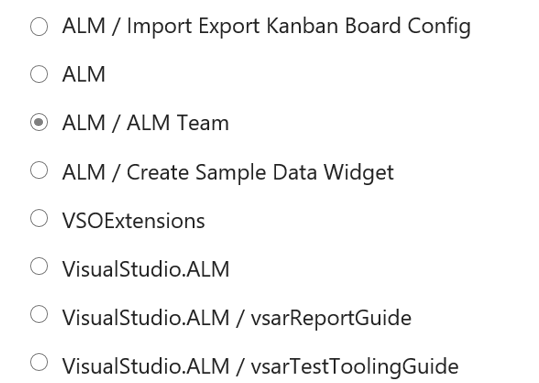 ALM / Import Export Kanban Board Config
ALM
ALM / ALM Team
ALM / Create Sample Data Widget
VSOExtensions
VisualStudio.ALM
VisualStudio.ALM / vsarReportGuide
VisualStudio.ALM / vsarTestToolingGuide